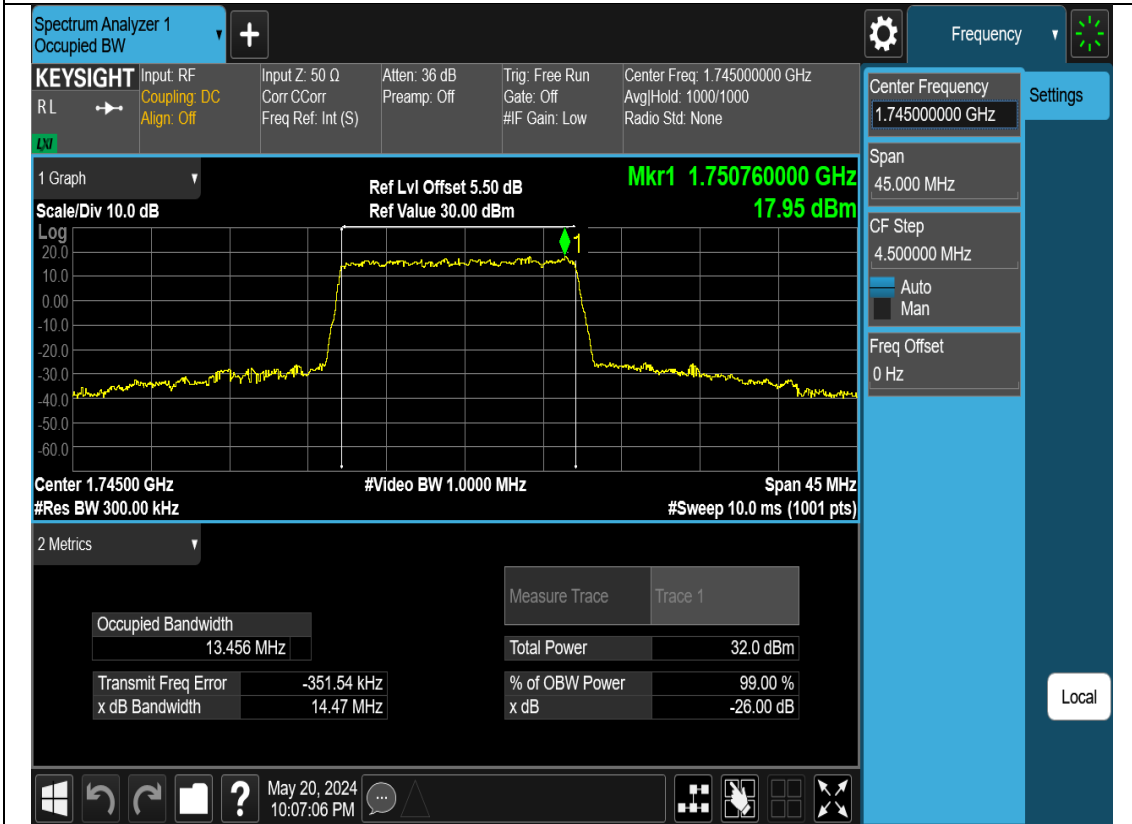 Spectrum Analyzer 1
Occupied BW
Frequency
KEYSIGHT
RL
LXI
Input: RF
Coupling: DC
Align: Off
Input Z: 50 Ω
Corr CCorr
Freq Ref: Int (S)
Atten: 36 dB
Preamp: Off
Trig: Free Run
Gate: Off
#IF Gain: Low
Center Freq: 1.745000000 GHz
Avg|Hold: 1000/1000
Radio Std: None
Center Frequency
1.745000000 GHz
Settings
Span
45.000 MHz
CF Step
4.500000 MHz
Auto
Man
Freq Offset
0 Hz
Local
1 Graph
Scale/Div 10.0 dB
Ref Lvl Offset 5.50 dB
Ref Value 30.00 dBm
Mkr1 1.750760000 GHz
17.95 dBm
Log
20.0
10.0
0.00
-10.0
-20.0
-30.0
-40.0
-50.0
-60.0
1
Center 1.74500 GHz
#Res BW 300.00 kHz
#Video BW 1.0000 MHz
Span 45 MHz
#Sweep 10.0 ms (1001 pts)
2 Metrics
Measure Trace Trace 1
Occupied Bandwidth
13.456 MHz
Total Power 32.0 dBm
Transmit Freq Error -351.54 kHz
% of OBW Power 99.00 %
x dB Bandwidth 14.47 MHz
x dB -26.00 dB
?
May 20, 2024
10:07:06 PM